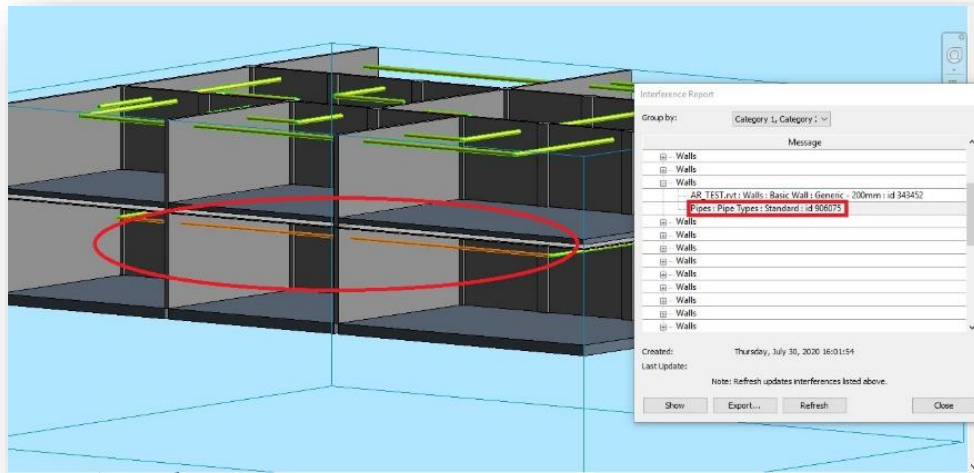 Interference Report
Group by:
Category 1, Category 2
Message
Walls
Walls
Walls
AR_TEST.rvt : Walls : Basic Wall : Generic - 200mm : id 343452
Pipes : Pipe Types : Standard : id 906075
Walls
Walls
Walls
Walls
Walls
Walls
Walls
Walls
Walls
Created: Thursday, July 30, 2020 16:01:54
Last Update:
Note: Refresh updates interferences listed above.
Show Export... Refresh Close